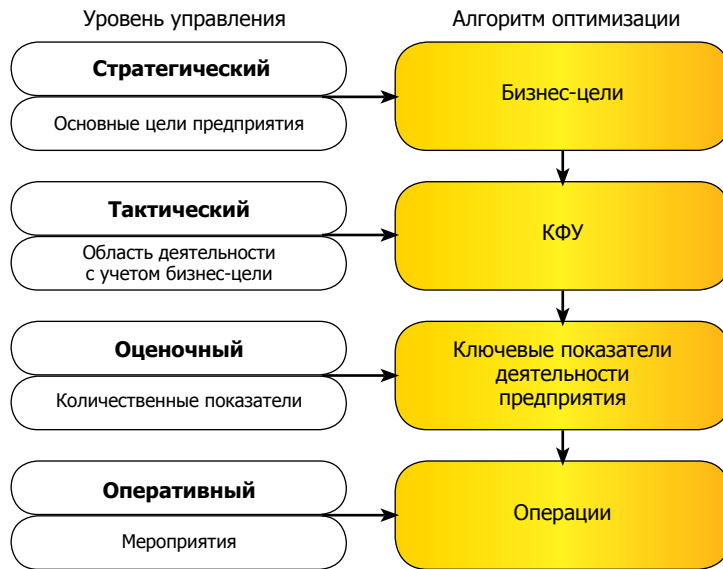 Уровень управления
Алгоритм оптимизации
Стратегический
Основные цели предприятия
Бизнес-цели
Тактический
Область деятельности
с учетом бизнес-цели
КФУ
Оценочный
Количественные показатели
Ключевые показатели
деятельности
предприятия
Оперативный
Мероприятия
Операции